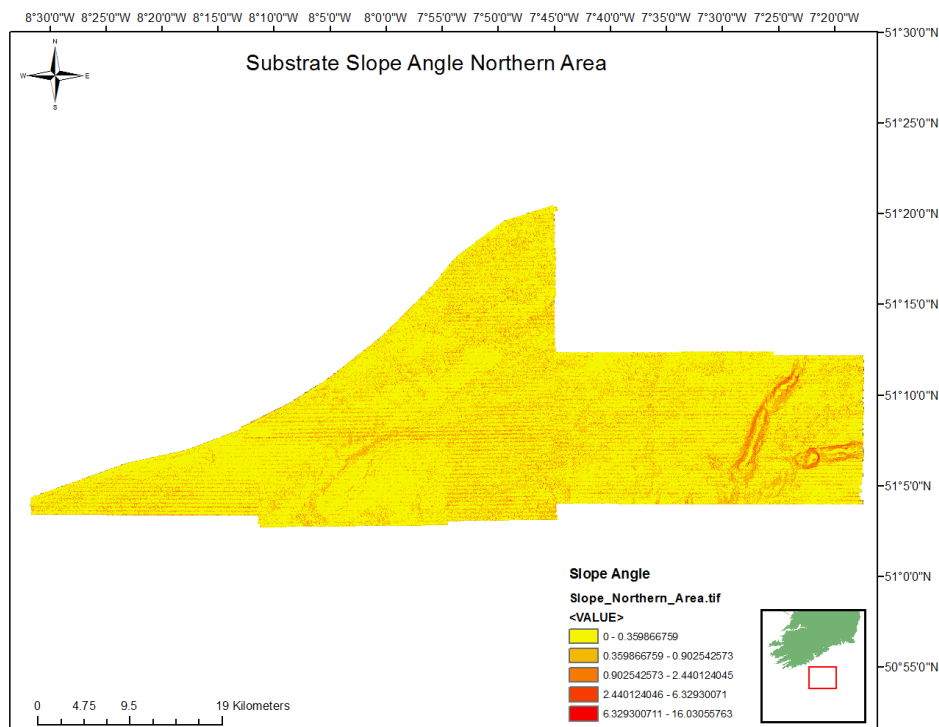 8°30'0"W 8°25'0"W 8°20'0"W 8°15'0"W 8°10'0"W 8°5'0"W 8°0'0"W 7°55'0"W 7°50'0"W 7°45'0"W 7°40'0"W 7°35'0"W 7°30'0"W 7°25'0"W 7°20'0"W
51°30'0"N
N
W E
S
Substrate Slope Angle Northern Area
51°25'0"N
51°20'0"N
51°15'0"N
51°10'0"N
51°5'0"N
51°0'0"N
50°55'0"N
Slope Angle
Slope_Northern_Area.tif
<VALUE>
0 - 0.359866759
0.359866759 - 0.902542573
0.902542573 - 2.440124045
2.440124046 - 6.32930071
6.329300711 - 16.03055763
0 4.75 9.5 19 Kilometers